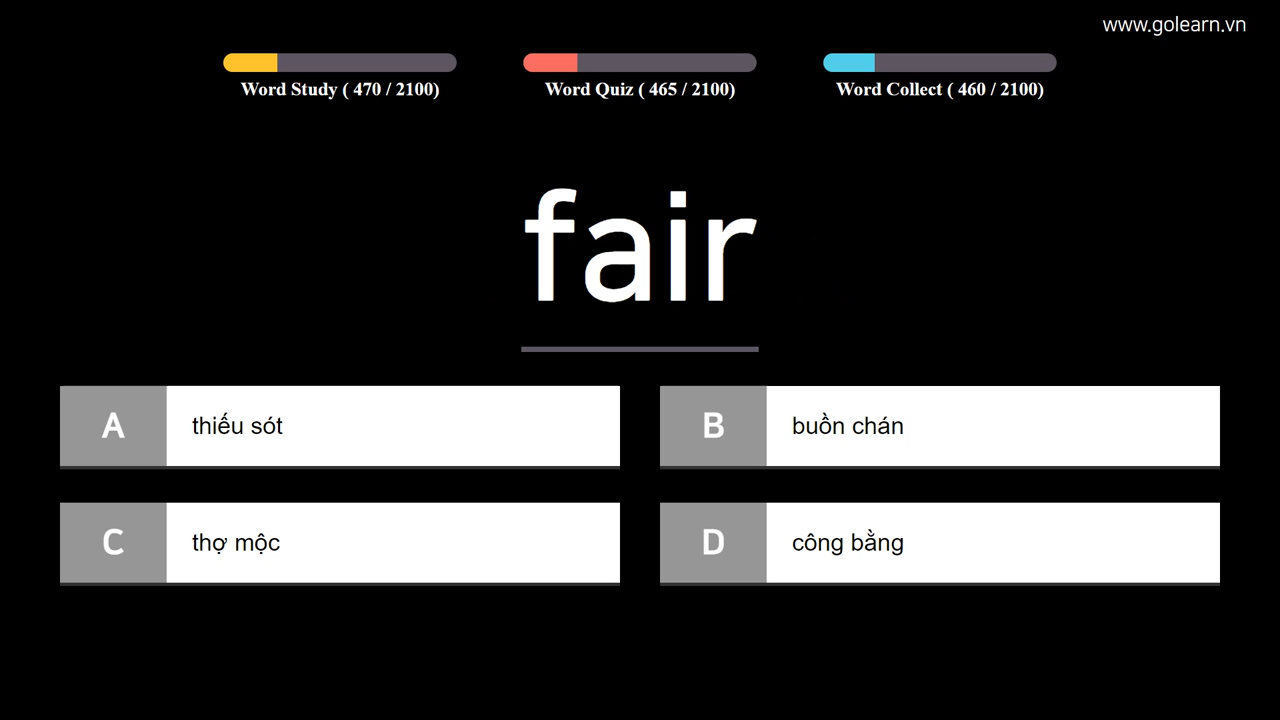 www.golearn.vn
Word Study ( 470 / 2100)
Word Quiz ( 465 / 2100)
Word Collect ( 460 / 2100)
fair
A thiếu sót
B buồn chán
C thợ mộc
D công bằng